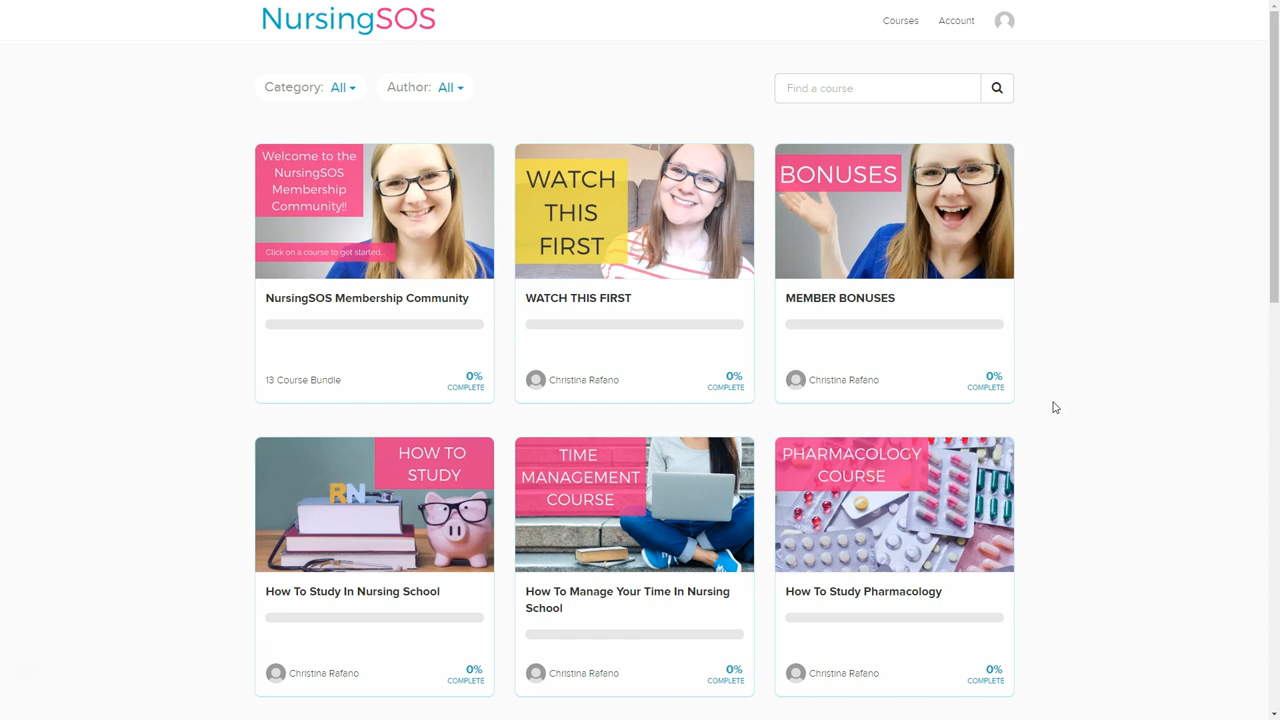 NursingSOS
Courses
Account
Category: All
Author: All
Find a course
Welcome to the
NursingSOS
Membership
Community!!
Click on a course to get started...
WATCH
THIS
FIRST
BONUSES
NursingSOS Membership Community
WATCH THIS FIRST
MEMBER BONUSES
13 Course Bundle
0%
COMPLETE
Christina Rafano
0%
COMPLETE
Christina Rafano
0%
COMPLETE
HOW TO
STUDY
RN
TIME
MANAGEMENT
COURSE
PHARMACOLOGY
COURSE
How To Study In Nursing School
How To Manage Your Time In Nursing
School
How To Study Pharmacology
Christina Rafano
0%
COMPLETE
Christina Rafano
0%
COMPLETE
Christina Rafano
0%
COMPLETE